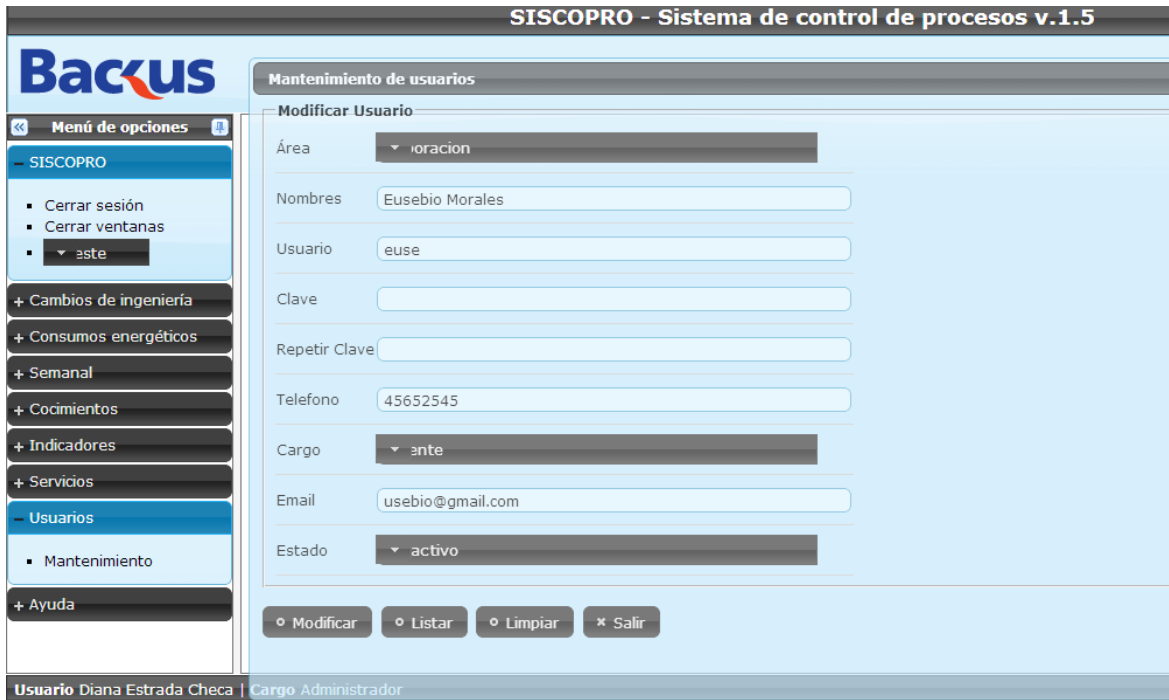 SISCOPRO - Sistema de control de procesos v.1.5
Backus
Menú de opciones
SISCOPRO
Cerrar sesión
Cerrar ventanas
este
+ Cambios de ingeniería
+ Consumos energéticos
+ Semanal
+ Cocimientos
+ Indicadores
+ Servicios
Usuarios
Mantenimiento
+ Ayuda
Mantenimiento de usuarios
Modificar Usuario
Área oracion
Nombres Eusebio Morales
Usuario euse
Clave
Repetir Clave
Telefono 45652545
Cargo ente
Email usebio@gmail.com
Estado activo
Modificar Listar Limpiar Salir
Usuario Diana Estrada Checa | Cargo Administrador